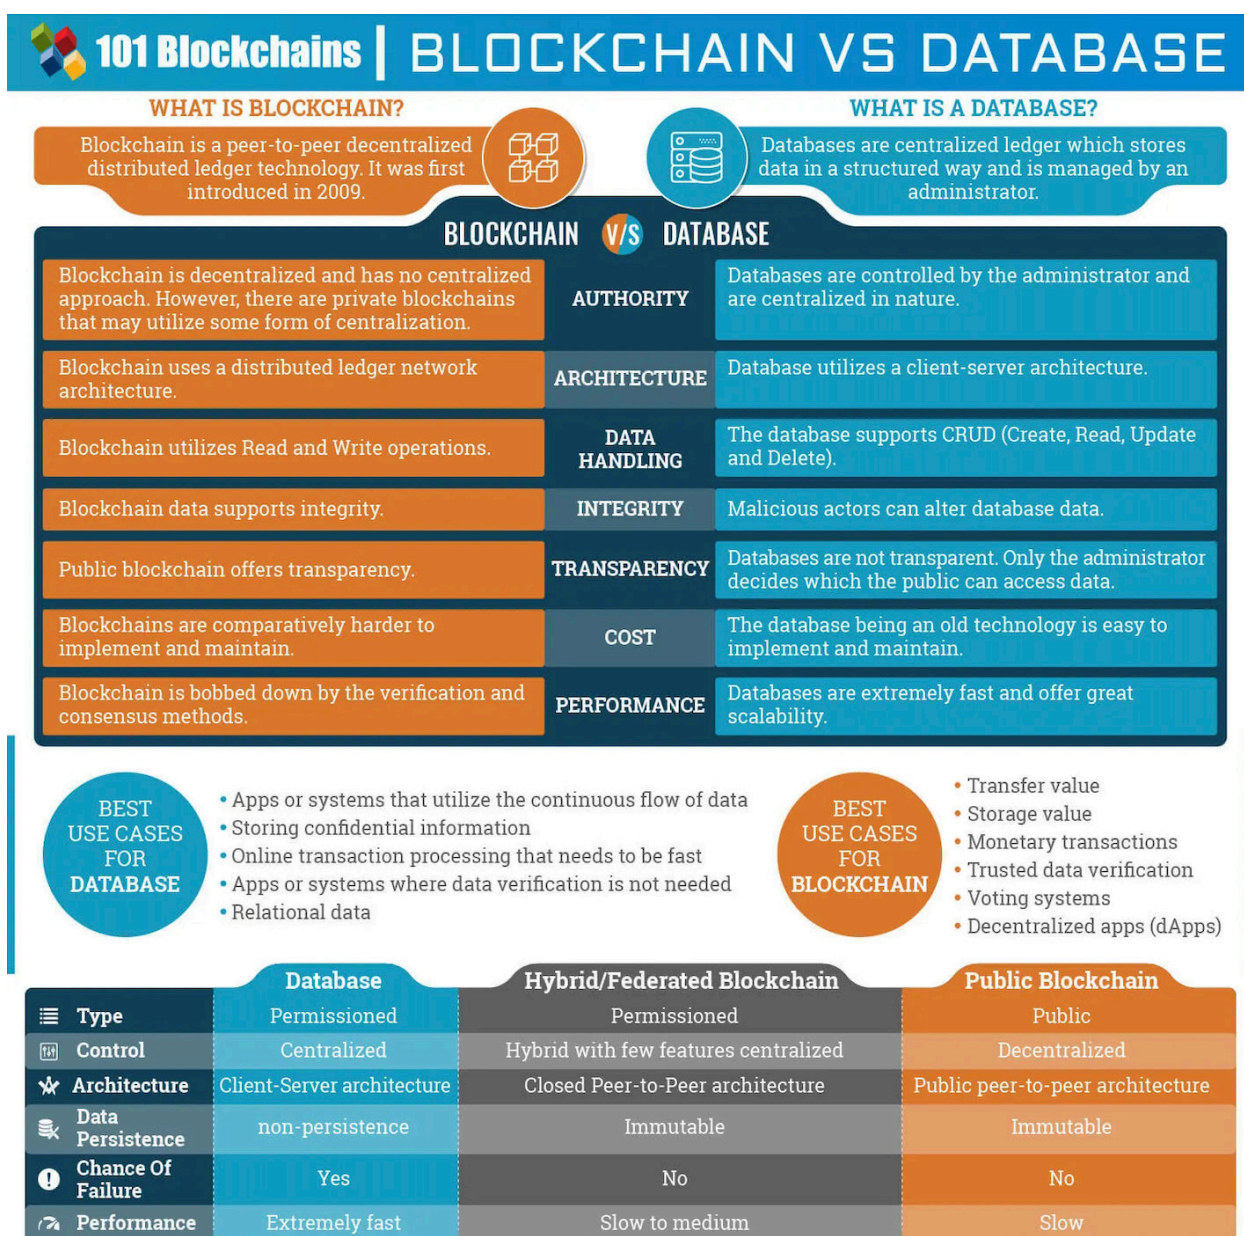 101 Blockchains | BLOCKCHAIN VS DATABASE
WHAT IS BLOCKCHAIN?
Blockchain is a peer-to-peer decentralized
distributed ledger technology. It was first
introduced in 2009.
WHAT IS A DATABASE?
Databases are centralized ledger which stores
data in a structured way and is managed by an
administrator.
BLOCKCHAIN V/S DATABASE
Blockchain is decentralized and has no centralized
approach. However, there are private blockchains
that may utilize some form of centralization.
AUTHORITY
Databases are controlled by the administrator and
are centralized in nature.
Blockchain uses a distributed ledger network
architecture.
ARCHITECTURE
Database utilizes a client-server architecture.
Blockchain utilizes Read and Write operations.
DATA
HANDLING
The database supports CRUD (Create, Read, Update
and Delete).
Blockchain data supports integrity.
INTEGRITY
Malicious actors can alter database data.
Public blockchain offers transparency.
TRANSPARENCY
Databases are not transparent. Only the administrator
decides which the public can access data.
Blockchains are comparatively harder to
implement and maintain.
COST
The database being an old technology is easy to
implement and maintain.
Blockchain is bobbed down by the verification and
consensus methods.
PERFORMANCE
Databases are extremely fast and offer great
scalability.
BEST
USE CASES
FOR
DATABASE
• Apps or systems that utilize the continuous flow of data
• Storing confidential information
• Online transaction processing that needs to be fast
• Apps or systems where data verification is not needed
• Relational data
BEST
USE CASES
FOR
BLOCKCHAIN
• Transfer value
• Storage value
• Monetary transactions
• Trusted data verification
• Voting systems
• Decentralized apps (dApps)
Database Hybrid/Federated Blockchain Public Blockchain
Type Permissioned Permissioned Public
Control Centralized Hybrid with few features centralized Decentralized
Architecture Client-Server architecture Closed Peer-to-Peer architecture Public peer-to-peer architecture
Data
Persistence non-persistence Immutable Immutable
Chance Of
Failure Yes No No
Performance Extremely fast Slow to medium Slow